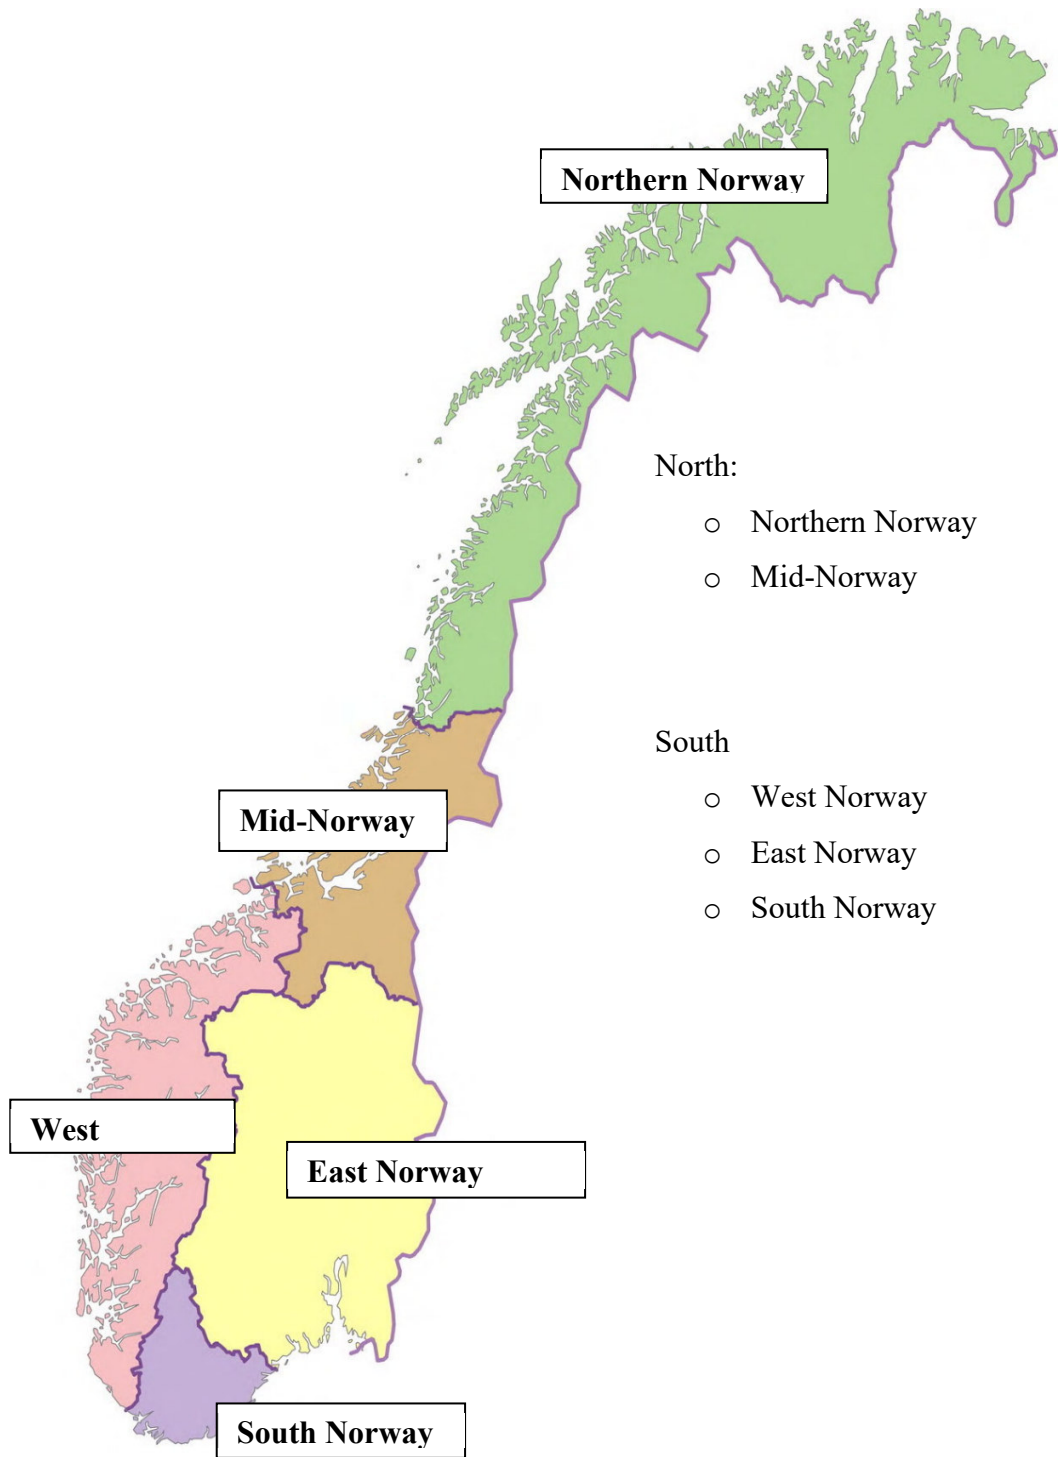 Northern Norway
North:
o Northern Norway
o Mid-Norway
South
o West Norway
o East Norway
o South Norway
Mid-Norway
West
East Norway
South Norway